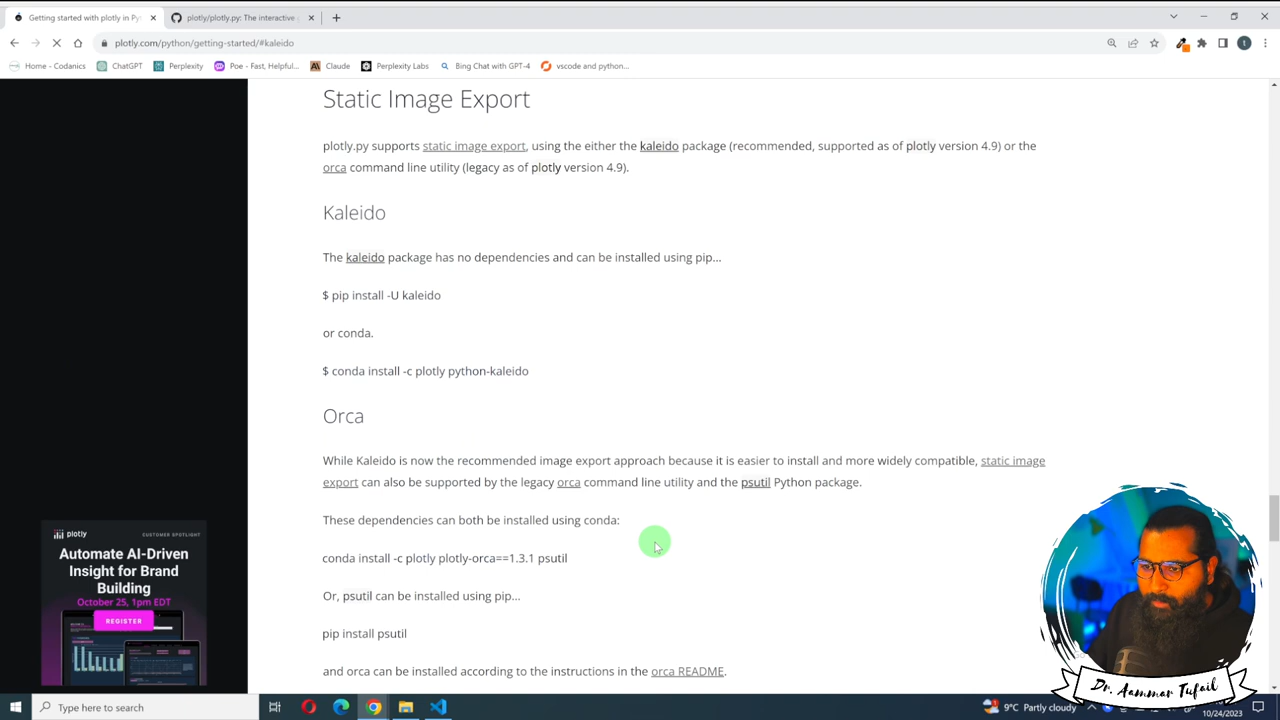 Getting started with plotly in Pyt
plotly/plotly.py: The interactive
plotly.com/python/getting-started/#kaleido
Home - Codanics
ChatGPT
Perplexity
Poe - Fast, Helpful...
Claude
Perplexity Labs
Bing Chat with GPT-4
vscode and python...
Static Image Export
plotly.py supports static image export, using the either the kaleido package (recommended, supported as of plotly version 4.9) or the
orca command line utility (legacy as of plotly version 4.9).
Kaleido
The kaleido package has no dependencies and can be installed using pip...
$ pip install -U kaleido
or conda.
$ conda install -c plotly python-kaleido
Orca
While Kaleido is now the recommended image export approach because it is easier to install and more widely compatible, static image
export can also be supported by the legacy orca command line utility and the psutil Python package.
These dependencies can both be installed using conda:
conda install -c plotly plotly-orca==1.3.1 psutil
Or, psutil can be installed using pip...
pip install psutil
and orca can be installed according to the instructions in the orca README.
plotly
CUSTOMER SPOTLIGHT
Automate AI-Driven
Insight for Brand
Building
October 25, 1pm EDT
REGISTER
Dr. Aammar Tufail
Type here to search
9°C Partly cloudy
10/24/2023